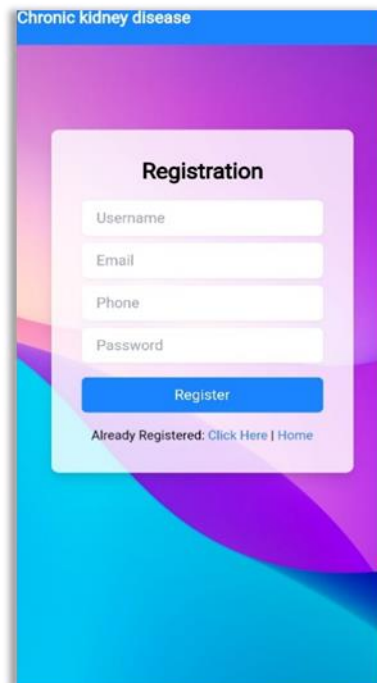 Chronic kidney disease
Registration
Username
Email
Phone
Password
Register
Already Registered: Click Here | Home